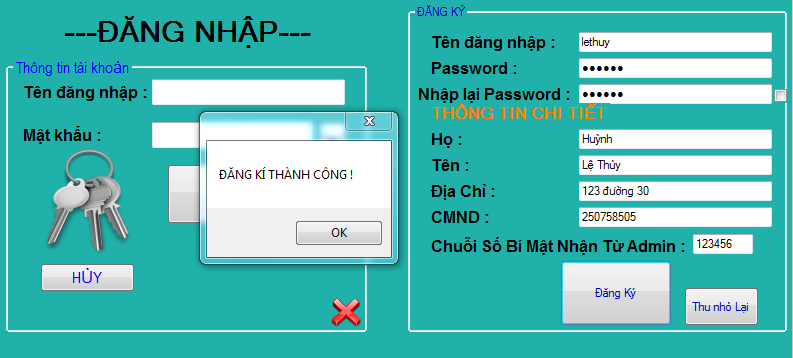 ---ĐĂNG NHẬP---
Thông tin tài khoản
Tên đăng nhập :
Mật khẩu :
ĐĂNG KÍ THÀNH CÔNG !
OK
HỦY
ĐĂNG KÝ
Tên đăng nhập : lethuy
Password : ●●●●●●
Nhập lại Password : ●●●●●●
THÔNG TIN CHI TIẾT
Họ : Huỳnh
Tên : Lệ Thủy
Địa Chỉ : 123 đường 30
CMND : 250758505
Chuỗi Số Bí Mật Nhận Từ Admin : 123456
Đăng Ký
Thu nhỏ Lại